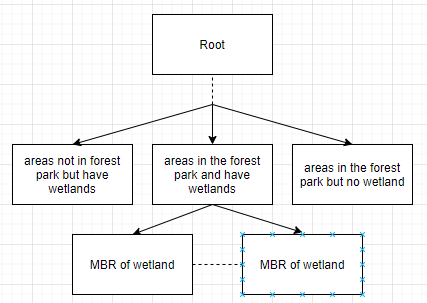 Root
areas not in forest
park but have
wetlands
areas in the forest
park and have
wetlands
areas in the forest
park but no wetland
MBR of wetland
MBR of wetland